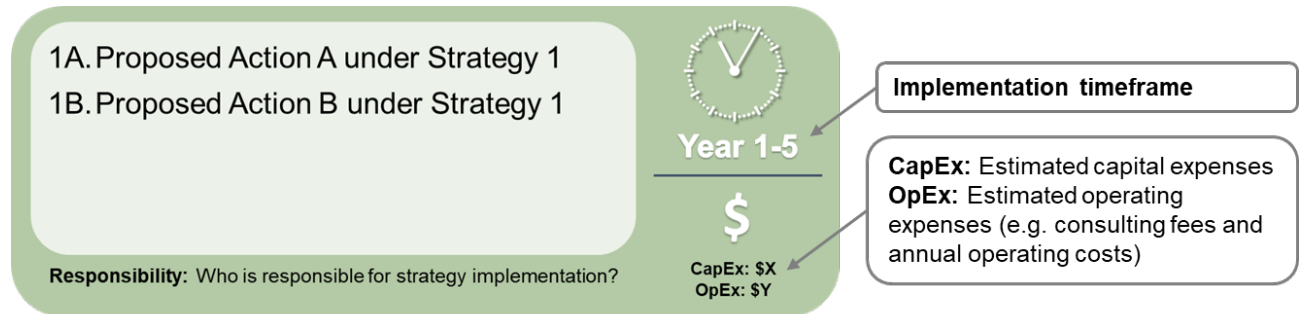 1A. Proposed Action A under Strategy 1
1B. Proposed Action B under Strategy 1
Responsibility: Who is responsible for strategy implementation?
Year 1-5
$
CapEx: $X
OpEx: $Y
Implementation timeframe
CapEx: Estimated capital expenses
OpEx: Estimated operating
expenses (e.g. consulting fees and
annual operating costs)